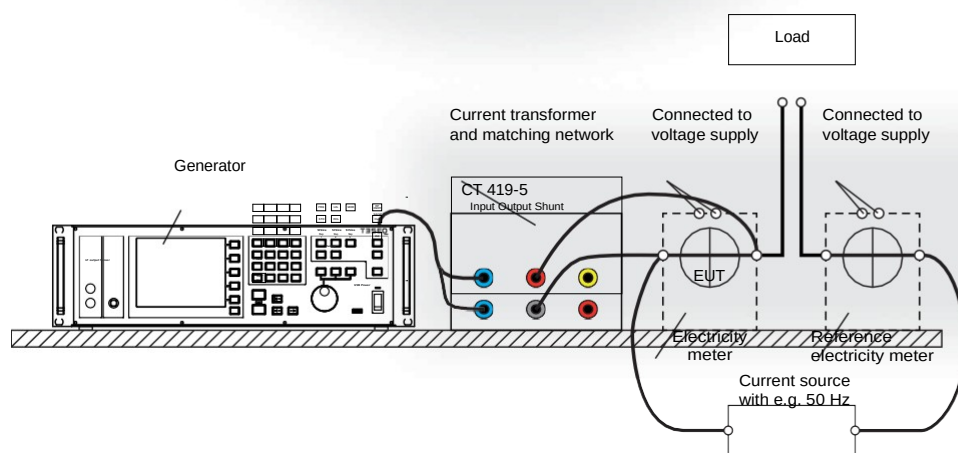 Load
Current transformer
and matching network
Connected to
voltage supply
Connected to
voltage supply
Generator
CT 419-5
Input Output Shunt
TESEQ
EUT
Electricity
meter
Reference
electricity meter
Current source
with e.g. 50 Hz